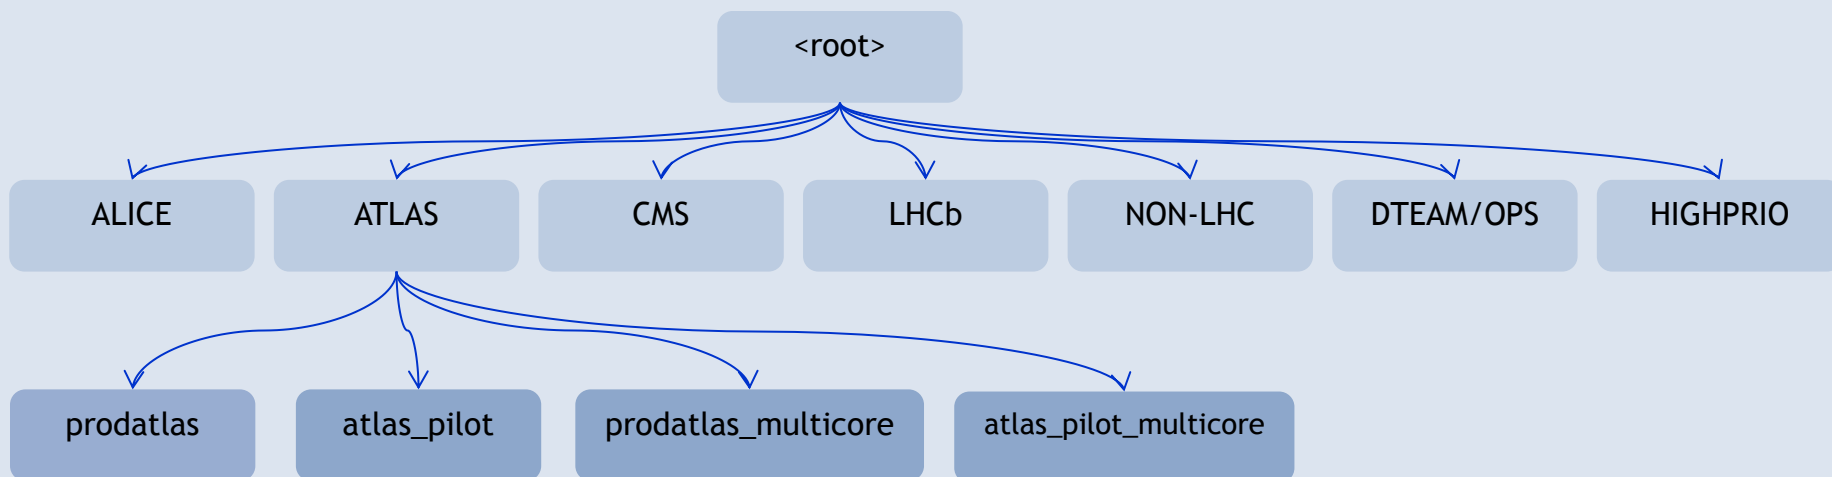 <root>
ALICE
ATLAS
CMS
LHCb
NON-LHC
DTEAM/OPS
HIGHPRIO
prodatlas
atlas_pilot
prodatlas_multicore
atlas_pilot_multicore